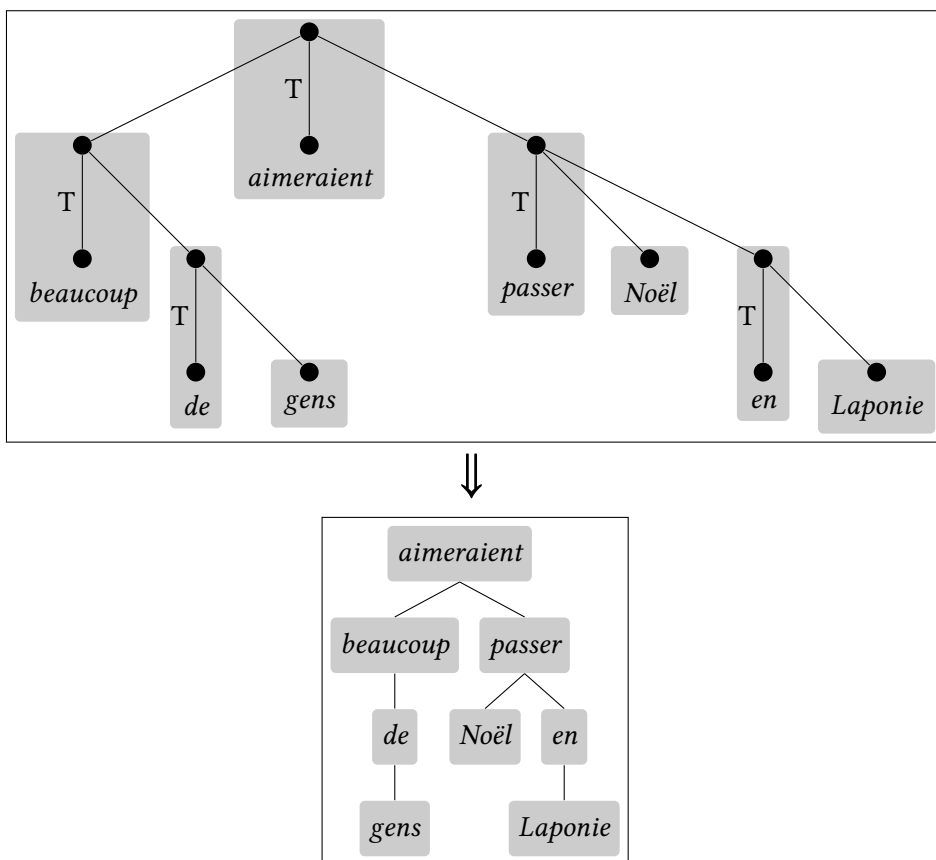 T
aimeraient
T
T
beaucoup
passer
Noël
T
T
de
gens
en
Laponie
⇓
aimeraient
beaucoup passer
de Noël en
gens Laponie